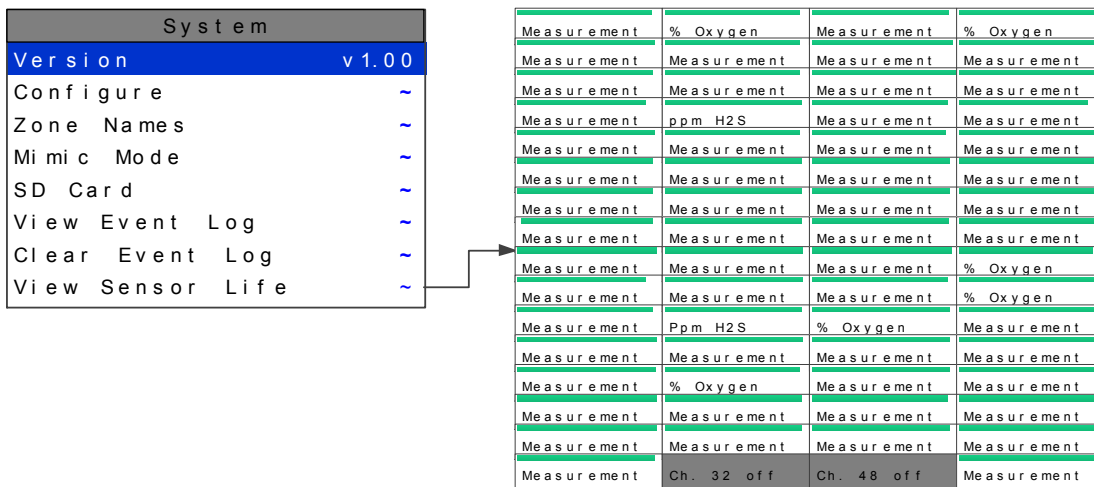 System
Version v1.00
Configure ~
Zone Names ~
Mimic Mode ~
SD Card ~
View Event Log ~
Clear Event Log ~
View Sensor Life ~
Measurement % Oxygen Measurement % Oxygen
Measurement Measurement Measurement Measurement
Measurement Measurement Measurement Measurement
Measurement ppm H2S Measurement Measurement
Measurement Measurement Measurement Measurement
Measurement Measurement Measurement Measurement
Measurement Measurement Measurement Measurement
Measurement Measurement Measurement Measurement
Measurement Measurement Measurement % Oxygen
Measurement Measurement Measurement % Oxygen
Measurement Ppm H2S % Oxygen Measurement
Measurement Measurement Measurement Measurement
Measurement % Oxygen Measurement Measurement
Measurement Measurement Measurement Measurement
Measurement Measurement Measurement Measurement
Measurement Ch. 32 off Ch. 48 off Measurement